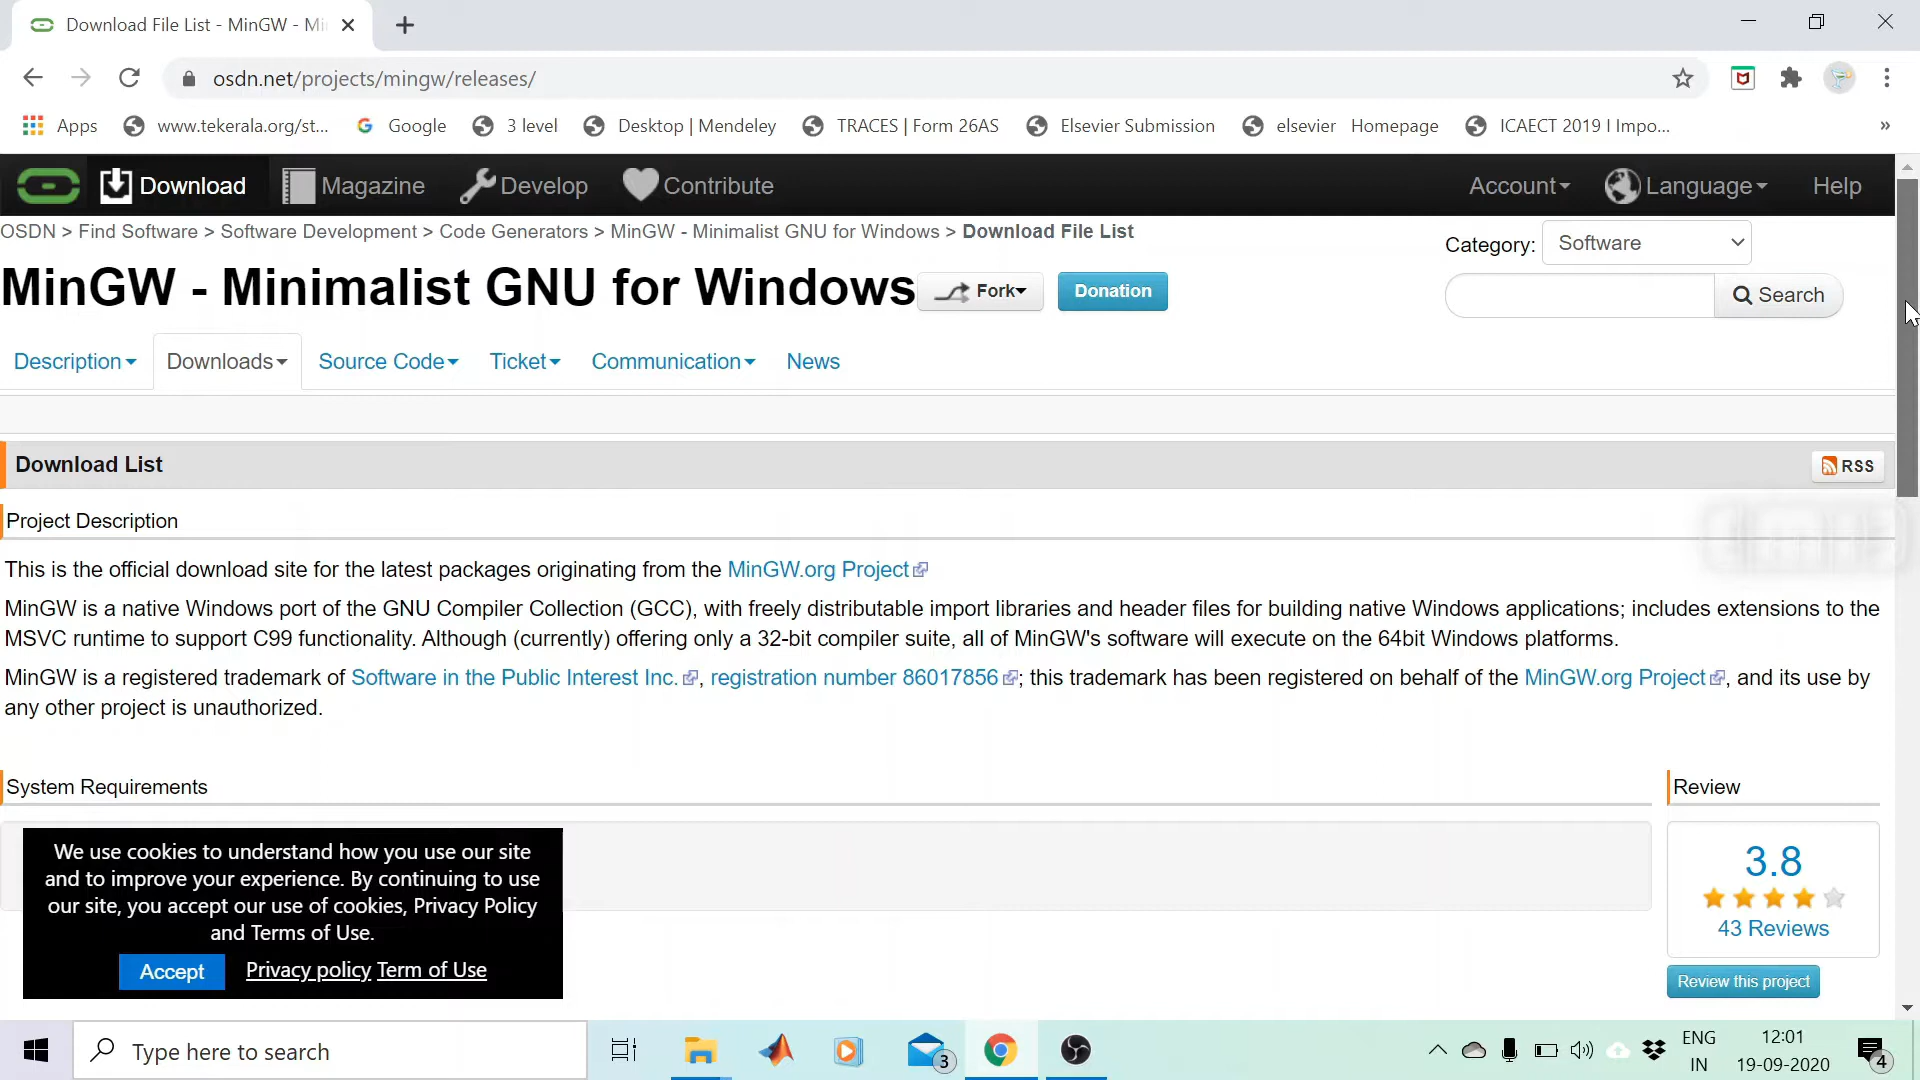 Download File List - MinGW - Mi
osdn.net/projects/mingw/releases/
Apps www.tekerala.org/st... Google 3 level Desktop | Mendeley TRACES | Form 26AS Elsevier Submission elsevier Homepage ICAECT 2019 I Impo... »
Download Magazine Develop Contribute Account Language Help
OSDN > Find Software > Software Development > Code Generators > MinGW - Minimalist GNU for Windows > Download File List
Category: Software
MinGW - Minimalist GNU for Windows Fork Donation
Search
Description Downloads Source Code Ticket Communication News
Download List
RSS
Project Description
This is the official download site for the latest packages originating from the MinGW.org Project
MinGW is a native Windows port of the GNU Compiler Collection (GCC), with freely distributable import libraries and header files for building native Windows applications; includes extensions to the
MSVC runtime to support C99 functionality. Although (currently) offering only a 32-bit compiler suite, all of MinGW's software will execute on the 64bit Windows platforms.
MinGW is a registered trademark of Software in the Public Interest Inc. , registration number 86017856 ; this trademark has been registered on behalf of the MinGW.org Project , and its use by
any other project is unauthorized.
System Requirements
Review
We use cookies to understand how you use our site
and to improve your experience. By continuing to use
our site, you accept our use of cookies, Privacy Policy
and Terms of Use.
Accept Privacy policy Term of Use
3.8
43 Reviews
Review this project
Type here to search
3
ENG
IN
12:01
19-09-2020
4